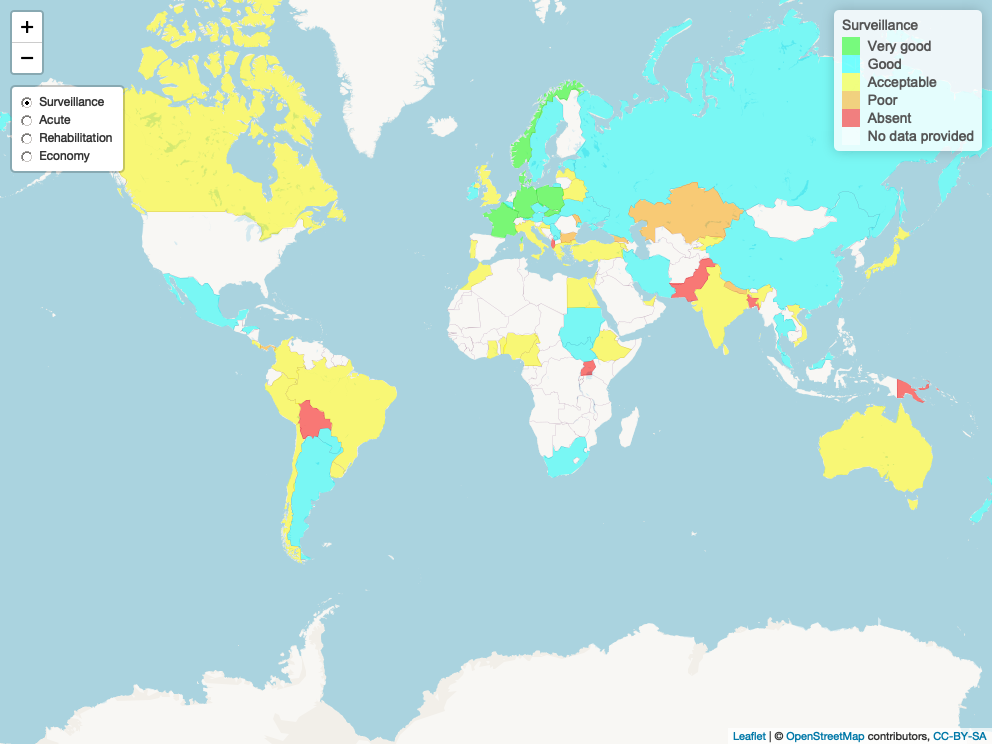 +
−
Surveillance
Acute
Rehabilitation
Economy
Surveillance
Very good
Good
Acceptable
Poor
Absent
No data provided
Leaflet | © OpenStreetMap contributors, CC-BY-SA